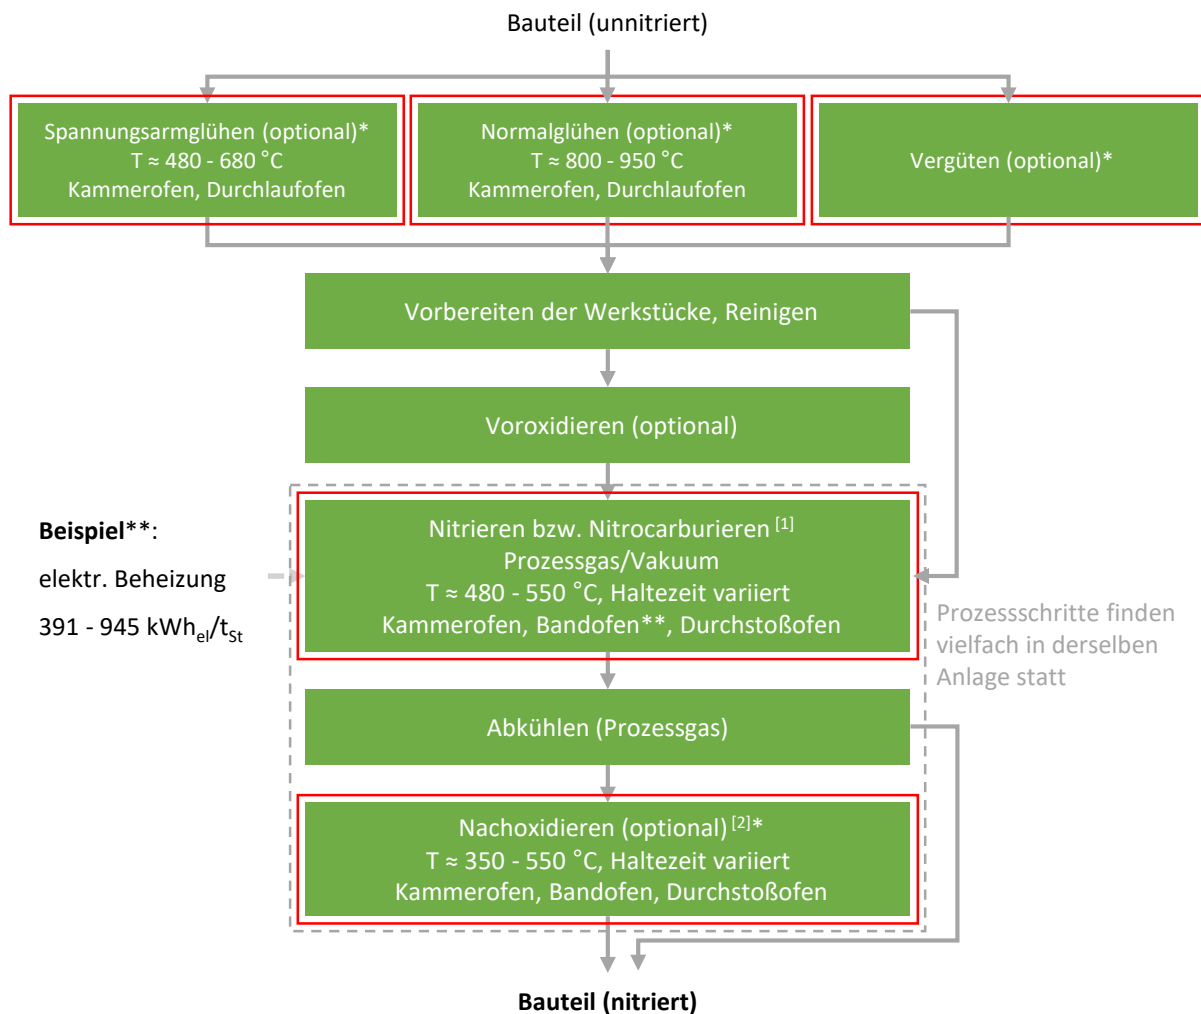 Bauteil (unnitriert)
Spannungsarmglühen (optional)*
T ≈ 480 - 680 °C
Kammerofen, Durchlaufofen
Normalglühen (optional)*
T ≈ 800 - 950 °C
Kammerofen, Durchlaufofen
Vergüten (optional)*
Vorbereiten der Werkstücke, Reinigen
Voroxidieren (optional)
Beispiel**:
elektr. Beheizung
391 - 945 kWhel/tSt
Nitrieren bzw. Nitrocarburieren [1]
Prozessgas/Vakuum
T ≈ 480 - 550 °C, Haltezeit variiert
Kammerofen, Bandofen**, Durchstoßofen
Prozessschritte finden
vielfach in derselben
Anlage statt
Abkühlen (Prozessgas)
Nachoxidieren (optional) [2]*
T ≈ 350 - 550 °C, Haltezeit variiert
Kammerofen, Bandofen, Durchstoßofen
Bauteil (nitriert)